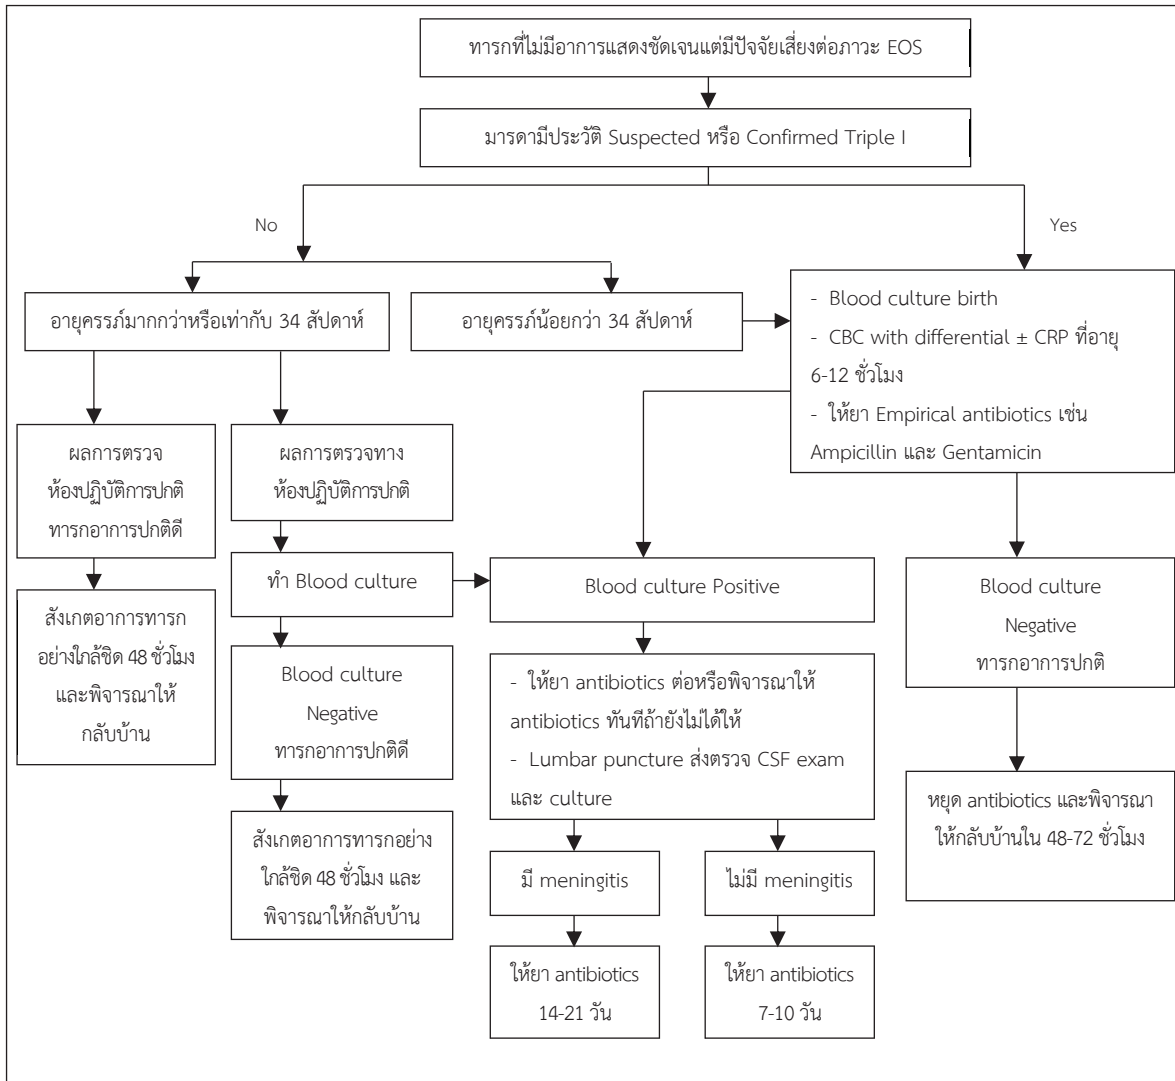 ทารกที่ไม่มีอาการแสดงชัดเจนแต่มีปัจจัยเสี่ยงต่อภาวะ EOS
มารดามีประวัติ Suspected หรือ Confirmed Triple I
No
Yes
อายุครรภ์มากกว่าหรือเท่ากับ 34 สัปดาห์
อายุครรภ์น้อยกว่า 34 สัปดาห์
- Blood culture birth
- CBC with differential ± CRP ที่อายุ
6-12 ชั่วโมง
- ให้ยา Empirical antibiotics เช่น
Ampicillin และ Gentamicin
ผลการตรวจ
ห้องปฏิบัติการปกติ
ทารกอาการปกติดี
ผลการตรวจทาง
ห้องปฏิบัติการปกติ
สังเกตอาการทารก
อย่างใกล้ชิด 48 ชั่วโมง
และพิจารณาให้
กลับบ้าน
ทำ Blood culture
Blood culture
Negative
ทารกอาการปกติดี
สังเกตอาการทารกอย่าง
ใกล้ชิด 48 ชั่วโมง และ
พิจารณาให้กลับบ้าน
Blood culture Positive
- ให้ยา antibiotics ต่อหรือพิจารณาให้
antibiotics ทันทีถ้ายังไม่ได้ให้
- Lumbar puncture ส่งตรวจ CSF exam
และ culture
มี meningitis
ไม่มี meningitis
ให้ยา antibiotics
14-21 วัน
ให้ยา antibiotics
7-10 วัน
Blood culture
Negative
ทารกอาการปกติ
หยุด antibiotics และพิจารณา
ให้กลับบ้านใน 48-72 ชั่วโมง